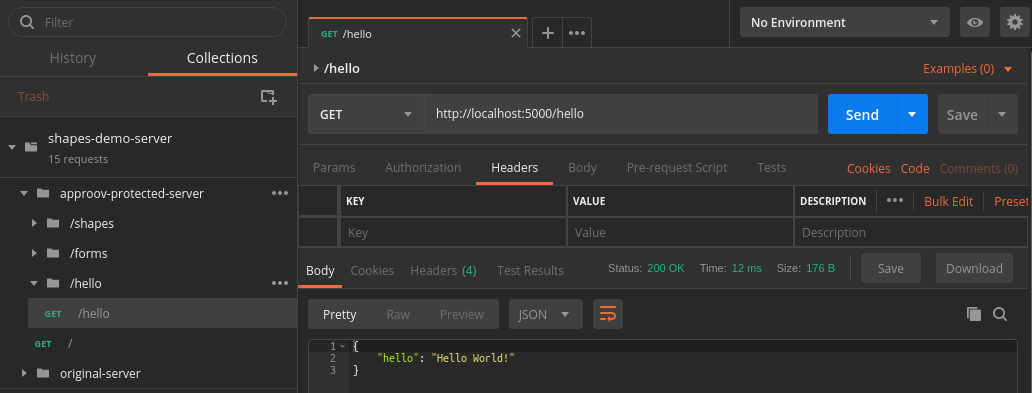 Filter
History Collections
Trash
shapes-demo-server
15 requests
approov-protected-server
/shapes
/forms
/hello
GET /hello
GET /
original-server
GET /hello
No Environment
/hello
Examples (0)
GET http://localhost:5000/hello Send Save
Params Authorization Headers Body Pre-request Script Tests Cookies Code Comments (0)
KEY VALUE DESCRIPTION Bulk Edit Preset
Key Value Description
Body Cookies Headers (4) Test Results Status: 200 OK Time: 12 ms Size: 176 B Save Download
Pretty Raw Preview JSON
1 {
2 "hello": "Hello World!"
3 }